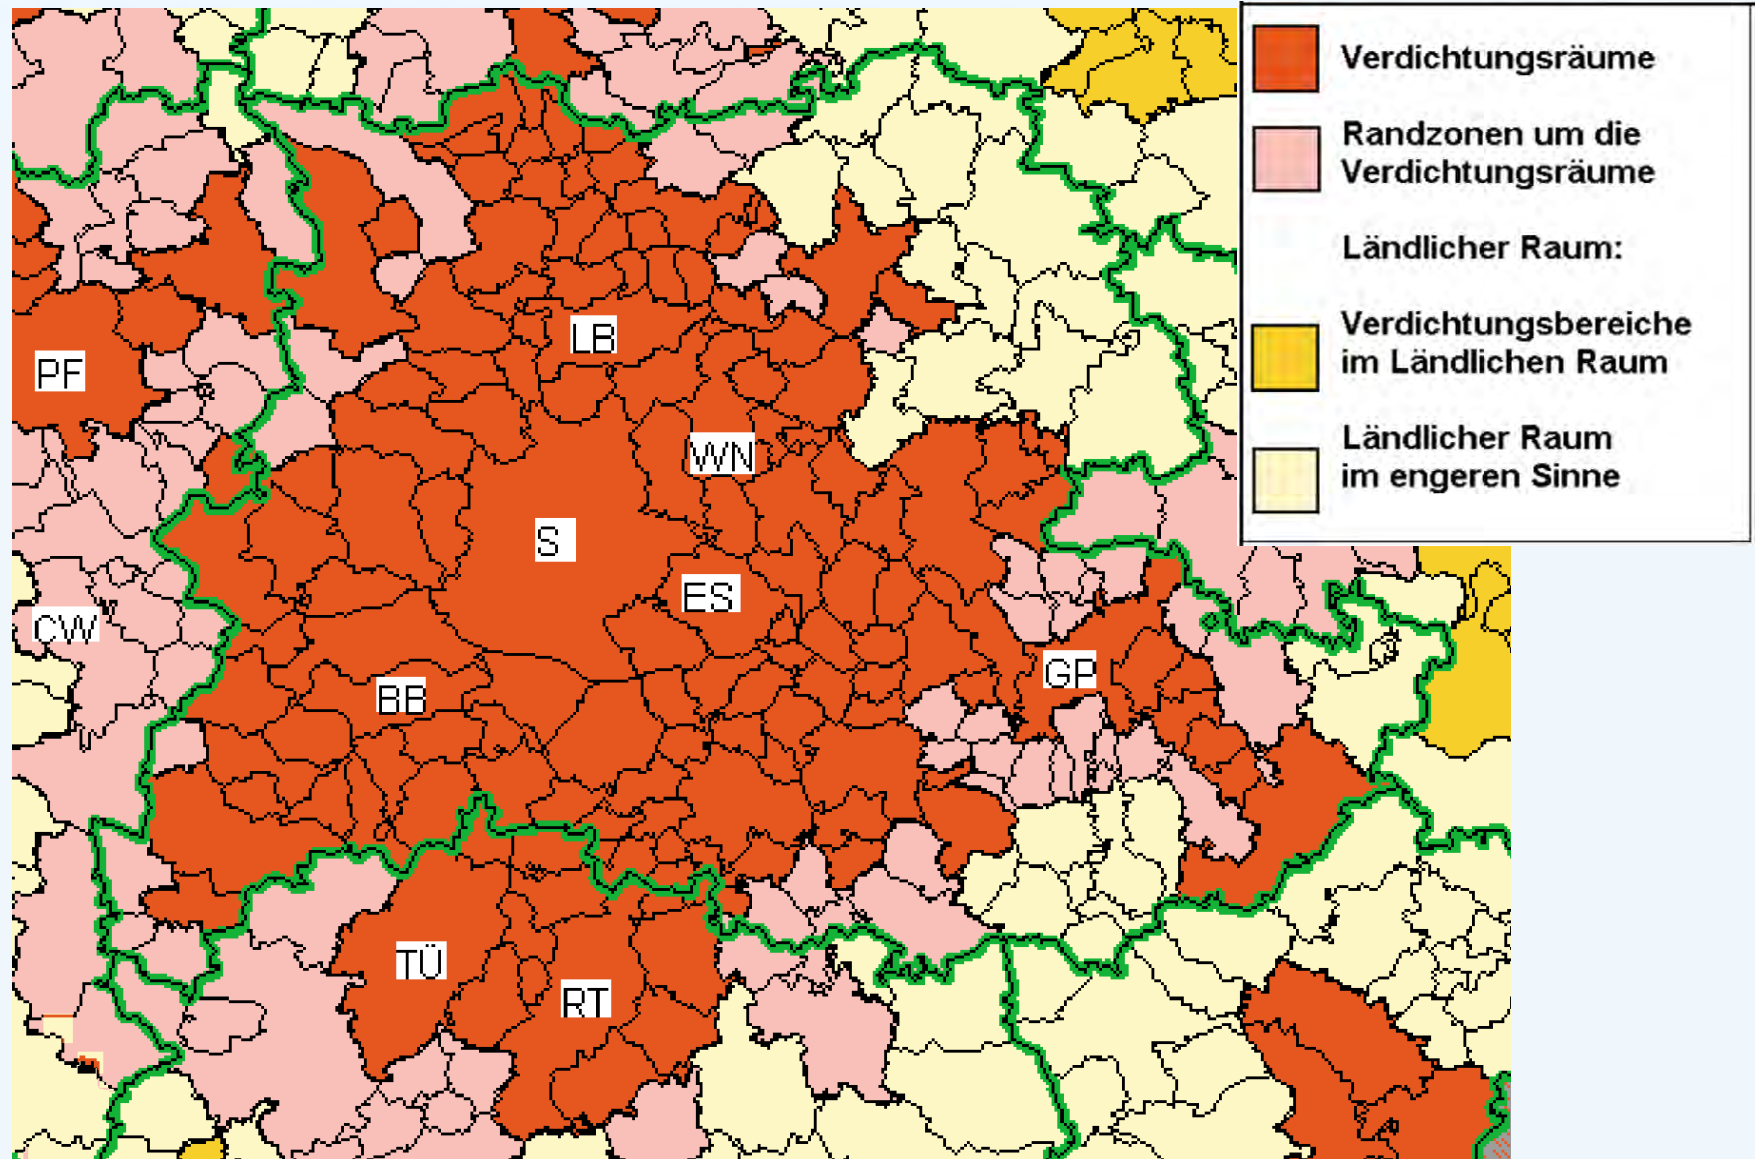 Verdichtungsräume
Randzonen um die
Verdichtungsräume
Ländlicher Raum:
Verdichtungsbereiche
im Ländlichen Raum
Ländlicher Raum
im engeren Sinne
LB
PF
WN
S
ES
CW
GP
BB
TÜ
RT